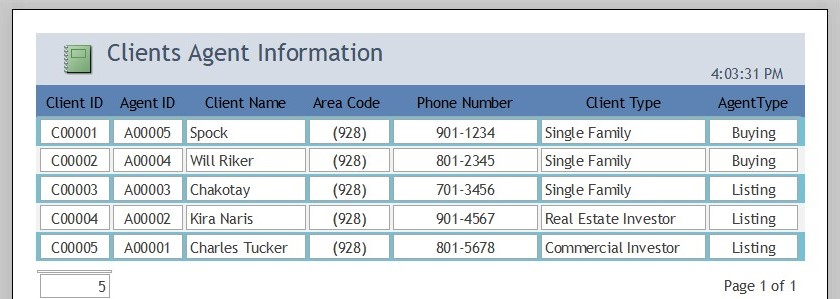 Clients Agent Information
4:03:31 PM
Client ID Agent ID Client Name Area Code Phone Number Client Type AgentType
C00001 A00005 Spock (928) 901-1234 Single Family Buying
C00002 A00004 Will Riker (928) 801-2345 Single Family Buying
C00003 A00003 Chakotay (928) 701-3456 Single Family Listing
C00004 A00002 Kira Naris (928) 901-4567 Real Estate Investor Listing
C00005 A00001 Charles Tucker (928) 801-5678 Commercial Investor Listing
5 Page 1 of 1